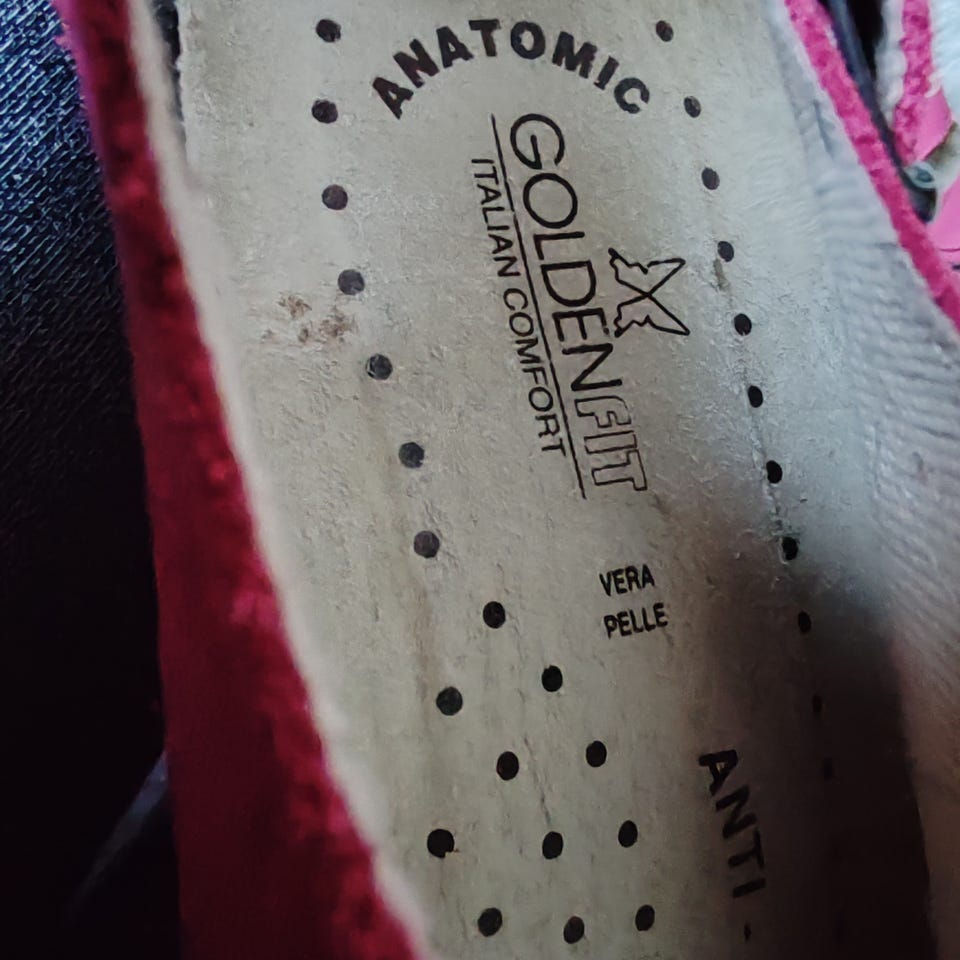 ANATOMIC
GOLDENFIT
ITALIAN COMFORT
VERA
PELLE
ANTI -